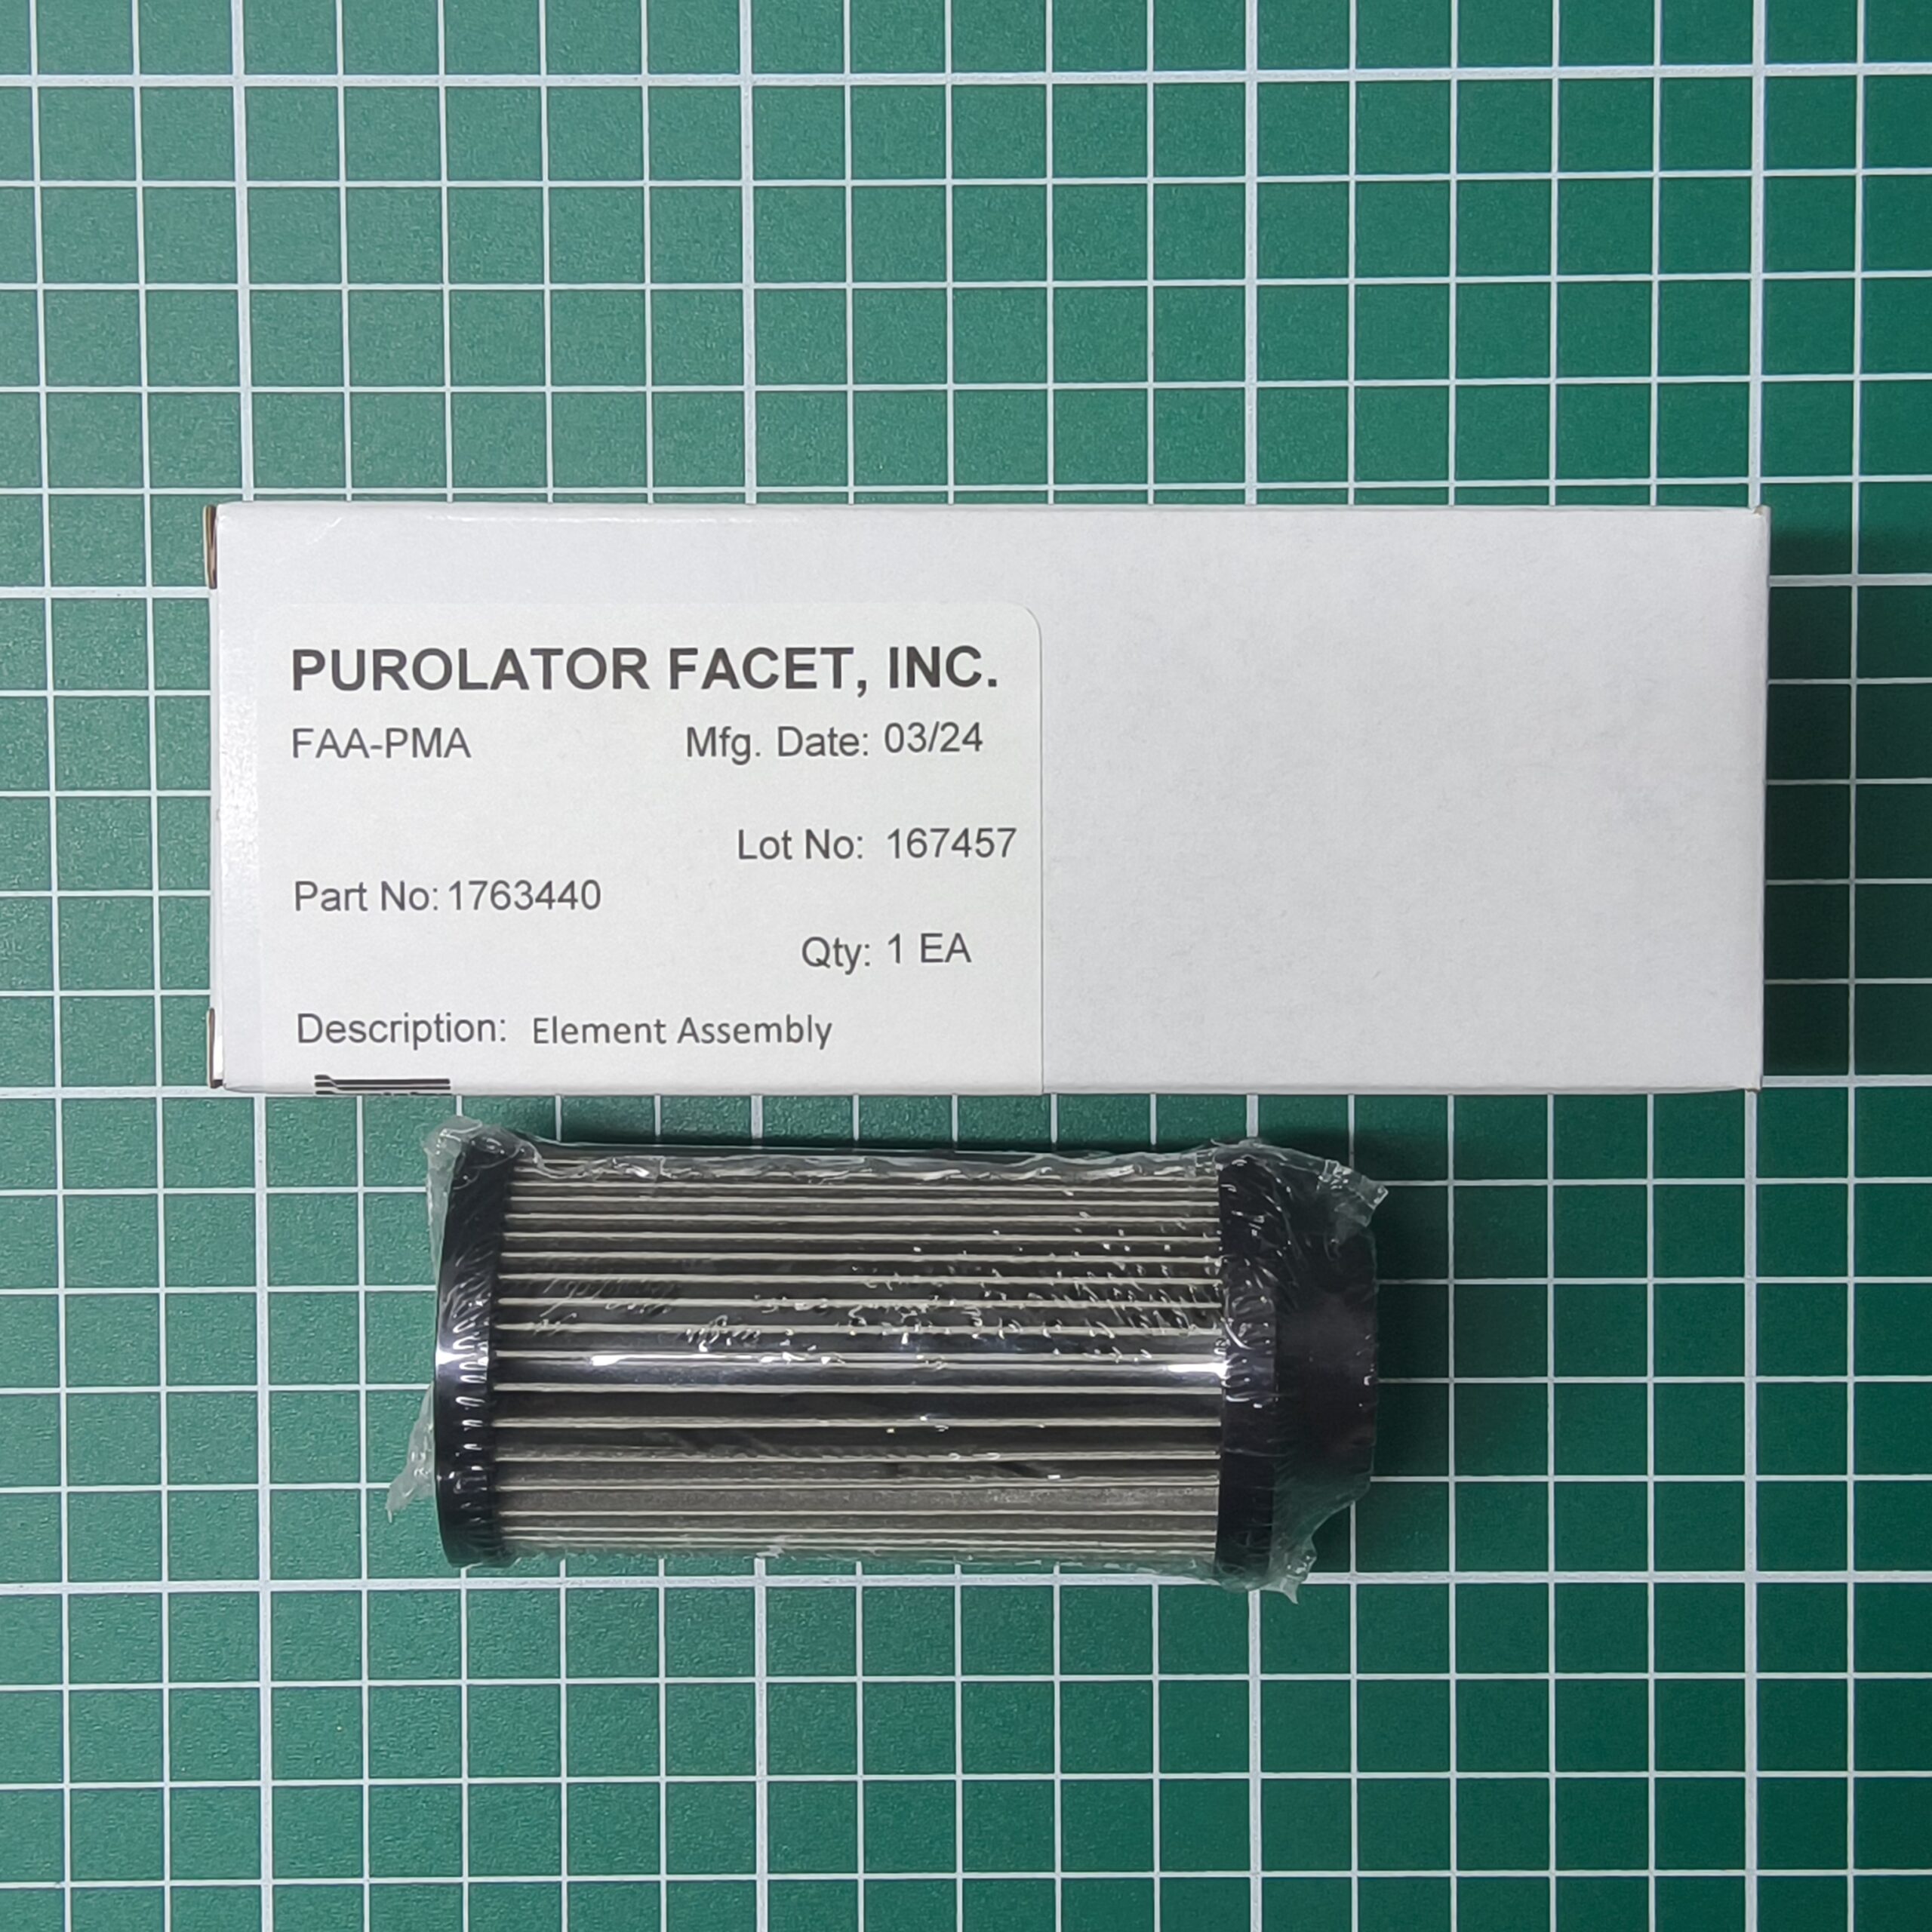 PUROLATOR FACET, INC.
FAA-PMA Mfg. Date: 03/24
Lot No: 167457
Part No: 1763440
Qty: 1 EA
Description: Element Assembly